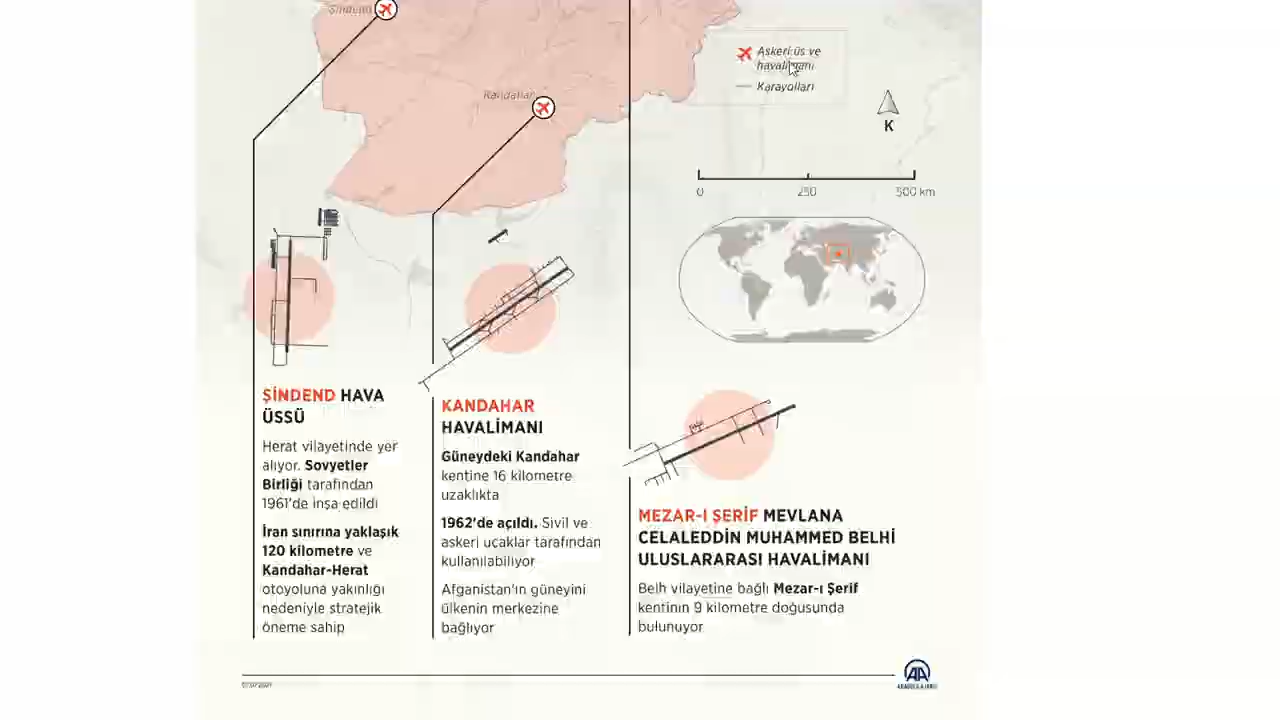 Şindend
Kandahar
Askeri üs ve
havalimanı
Karayolları
K
0 250 500 km
ŞİNDEND HAVA
ÜSSÜ
Herat vilayetinde yer
alıyor. Sovyetler
Birliği tarafından
1961'de inşa edildi
İran sınırına yaklaşık
120 kilometre ve
Kandahar-Herat
otoyoluna yakınlığı
nedeniyle stratejik
öneme sahip
KANDAHAR
HAVALİMANI
Güneydeki Kandahar
kentine 16 kilometre
uzaklıkta
1962'de açıldı. Sivil ve
askeri uçaklar tarafından
kullanılabiliyor
Afganistan'ın güneyini
ülkenin merkezine
bağlıyor
MEZAR-I ŞERİF MEVLANA
CELALEDDİN MUHAMMED BELHİ
ULUSLARARASI HAVALİMANI
Belh vilayetine bağlı Mezar-ı Şerif
kentinin 9 kilometre doğusunda
bulunuyor
AA
ANADOLU AJANSI